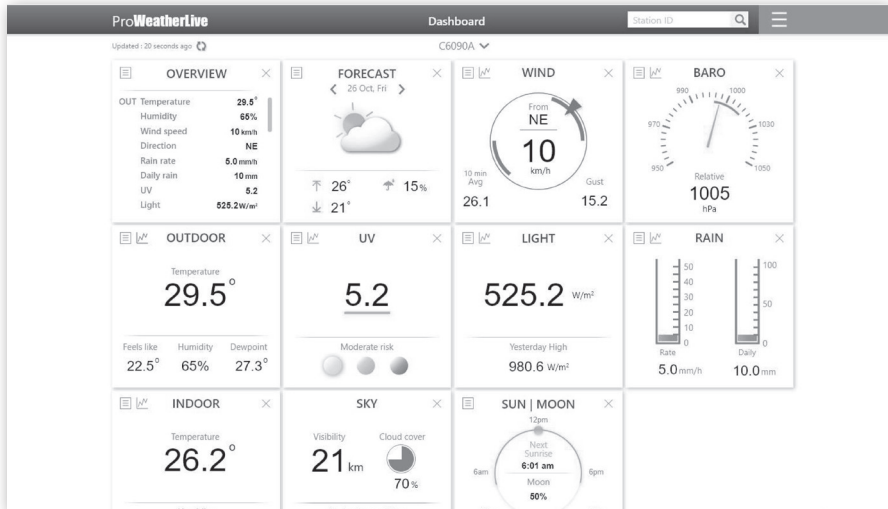 ProWeatherLive
Dashboard
Station ID
Updated : 20 seconds ago
C6090A
OVERVIEW
OUT Temperature 29.5°
Humidity 65%
Wind speed 10 km/h
Direction NE
Rain rate 5.0 mm/h
Daily rain 10 mm
UV 5.2
Light 525.2 W/m²
FORECAST
26 Oct, Fri
26° 15%
21°
WIND
From
NE
10
km/h
10 min
Avg
26.1
Gust
15.2
BARO
990 1000
970 1030
950 1050
Relative
1005
hPa
OUTDOOR
Temperature
29.5°
Feels like Humidity Dewpoint
22.5° 65% 27.3°
UV
5.2
Moderate risk
LIGHT
525.2 W/m²
Yesterday High
980.6 W/m²
RAIN
50 100
40
30 50
20
10
0 0
Rate Daily
5.0 mm/h 10.0 mm
INDOOR
Temperature
26.2°
SKY
Visibility Cloud cover
21 km
70%
SUN | MOON
12pm
Next
Sunrise
6:01 am
6am 6pm
Moon
50%